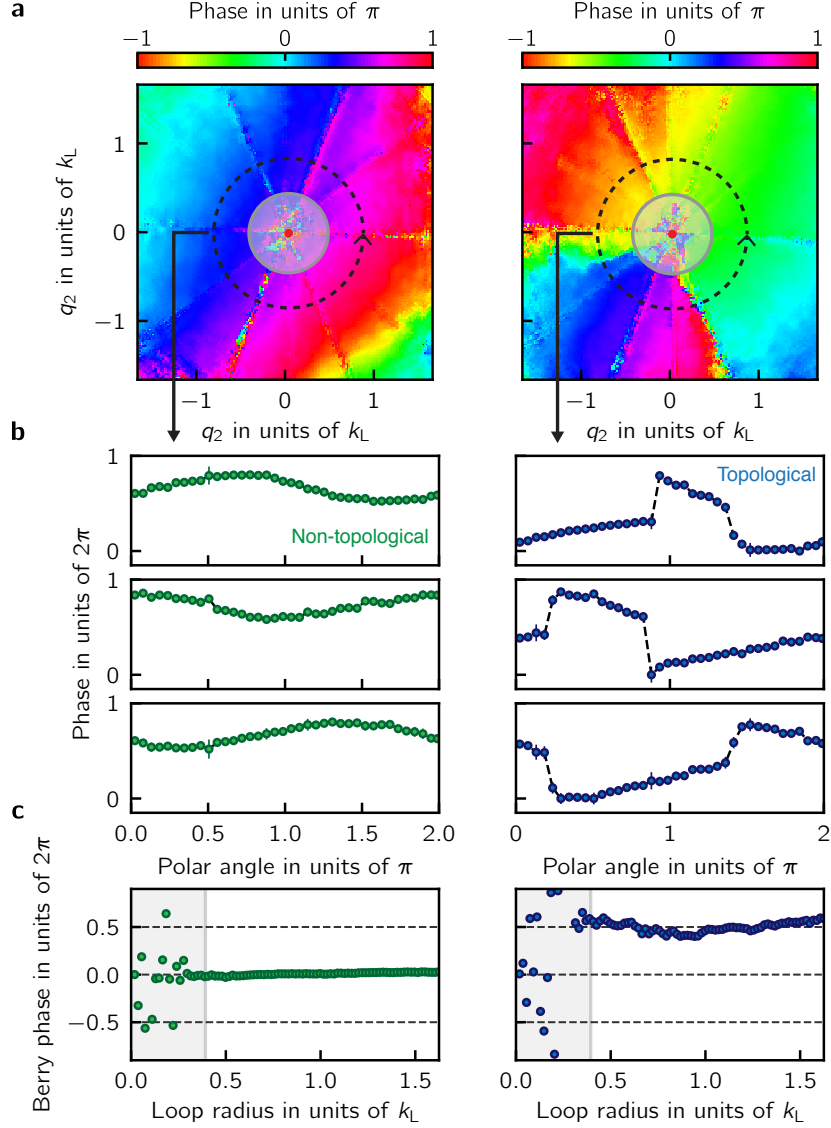 a
Phase in units of π
Phase in units of π
−1 0 1
−1 0 1
q2 in units of kL
1
0
−1
−1 0 1
−1 0 1
q2 in units of kL
q2 in units of kL
b
Phase in units of 2π
1
0
Non-topological
Topological
1
0
1
0
0.0 0.5 1.0 1.5 2.0
0 1 2
Polar angle in units of π
Polar angle in units of π
c
Berry phase in units of 2π
0.5
0.0
−0.5
0.0 0.5 1.0 1.5
0.0 0.5 1.0 1.5
Loop radius in units of kL
Loop radius in units of kL